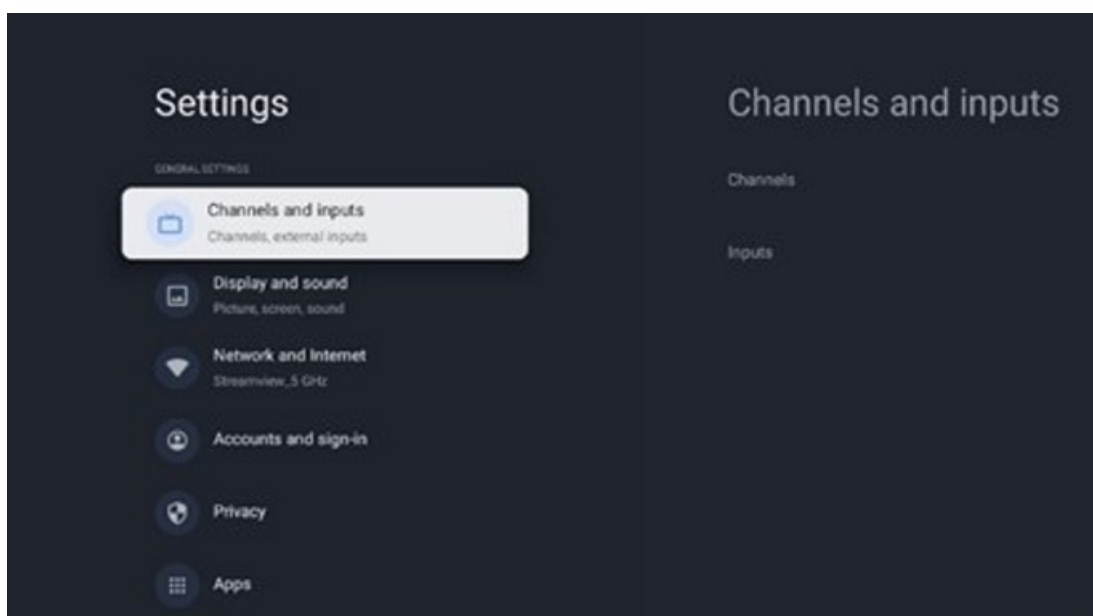 Settings
GENERAL SETTINGS
Channels and inputs
Channels, external inputs
Display and sound
Picture, screen, sound
Network and Internet
Streamview_5 GHz
Accounts and sign-in
Privacy
Apps
Channels and inputs
Channels
Inputs